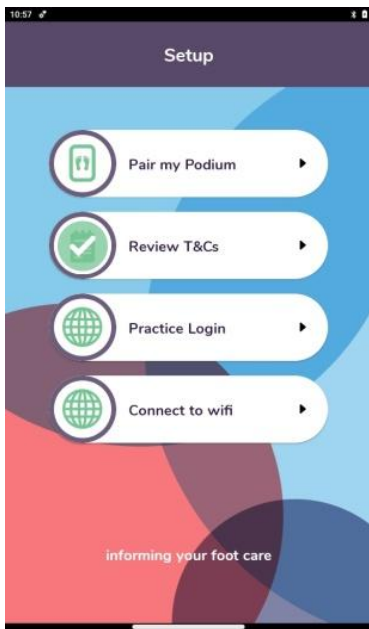 10:57
Setup
Pair my Podium
Review T&Cs
Practice Login
Connect to wifi
informing your foot care